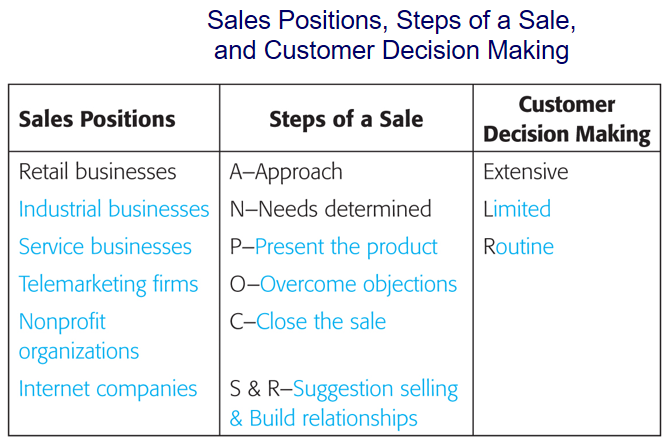 Sales Positions, Steps of a Sale,
and Customer Decision Making
Sales Positions
Steps of a Sale
Customer
Decision Making
Retail businesses
A–Approach
Extensive
Industrial businesses
N–Needs determined
Limited
Service businesses
P–Present the product
Routine
Telemarketing firms
O–Overcome objections
Nonprofit
organizations
C–Close the sale
Internet companies
S & R–Suggestion selling
& Build relationships